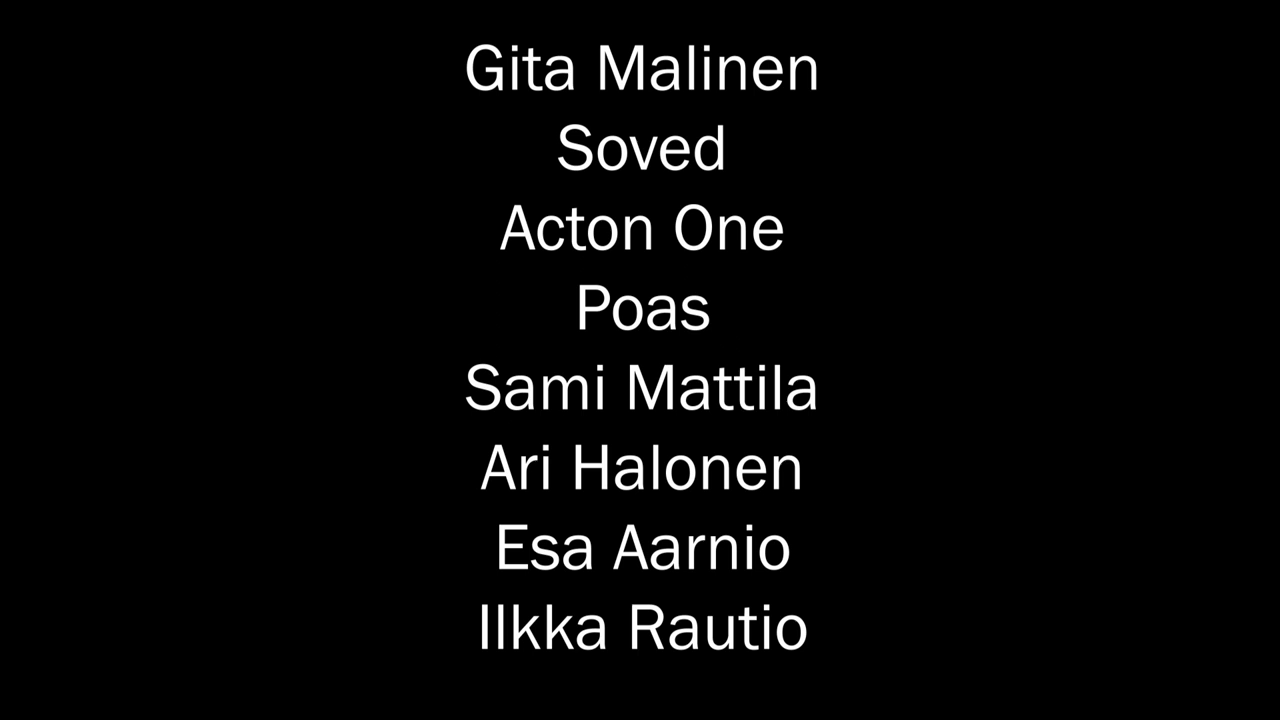 Gita Malinen
Soved
Acton One
Poas
Sami Mattila
Ari Halonen
Esa Aarnio
Ilkka Rautio